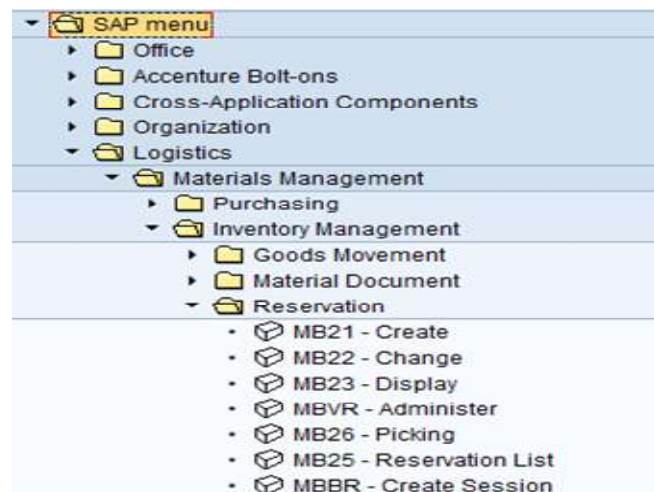 SAP menu
Office
Accenture Bolt-ons
Cross-Application Components
Organization
Logistics
Materials Management
Purchasing
Inventory Management
Goods Movement
Material Document
Reservation
MB21 - Create
MB22 - Change
MB23 - Display
MBVR - Administer
MB26 - Picking
MB25 - Reservation List
MBBR - Create Session